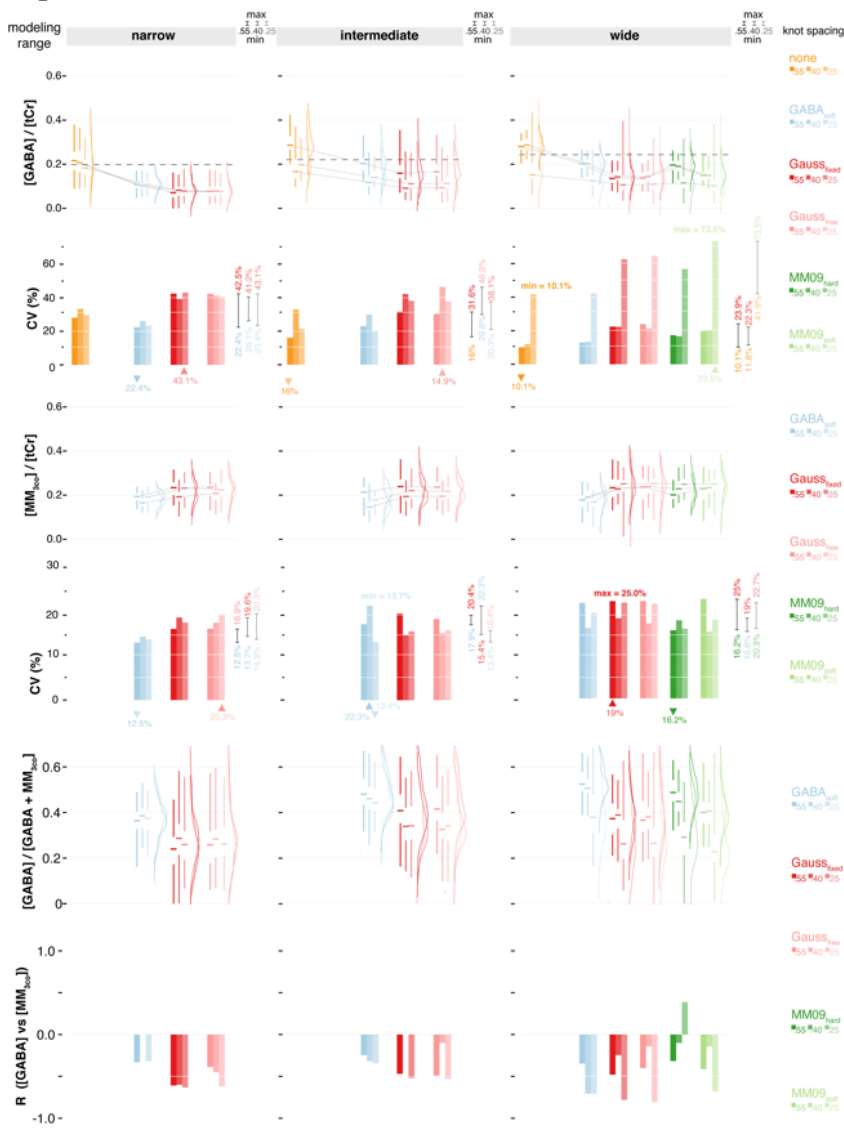 max
.55.40.25
min
max
.55.40.25
min
max
.55.40.25
min
modeling
range
narrow
intermediate
wide
knot spacing
none
.55 .40 .25
GABAsoft
.55 .40 .25
Gaussfixed
.55 .40 .25
Gaussfree
.55 .40 .25
MM09hard
.55 .40 .25
MM09soft
.55 .40 .25
[GABA] / [tCr]
0.6
0.4
0.2
0.0
CV (%)
60
40
20
0
22.4%
43.1%
42.5%
41.2%
43.1%
22.4%
26.1%
23.4%
16%
14.9%
31.6%
46.3%
38.1%
16%
29.8%
20.2%
min = 10.1%
max = 73.5%
10.1%
73.5%
23.9%
22.3%
73.5%
10.1%
11.8%
41.9%
[MM3co] / [tCr]
0.6
0.4
0.2
0.0
GABAsoft
.55 .40 .25
Gaussfixed
.55 .40 .25
Gaussfree
.55 .40 .25
MM09hard
.55 .40 .25
MM09soft
.55 .40 .25
CV (%)
30
20
10
0
12.5%
20.3%
16.9%
19.6%
20.3%
12.5%
13.7%
14.3%
min = 13.7%
22.3%
13.4%
20.4%
22.3%
16.4%
17.9%
15.4%
13.4%
max = 25.0%
19%
16.2%
25%
19%
22.7%
16.2%
16.6%
20.3%
[GABA] / [GABA + MM3co]
0.6
0.4
0.2
0
GABAsoft
.55 .40 .25
Gaussfixed
.55 .40 .25
Gaussfree
.55 .40 .25
MM09hard
.55 .40 .25
MM09soft
.55 .40 .25
R ([GABA] vs [MM3co])
1.0
0.0
-1.0